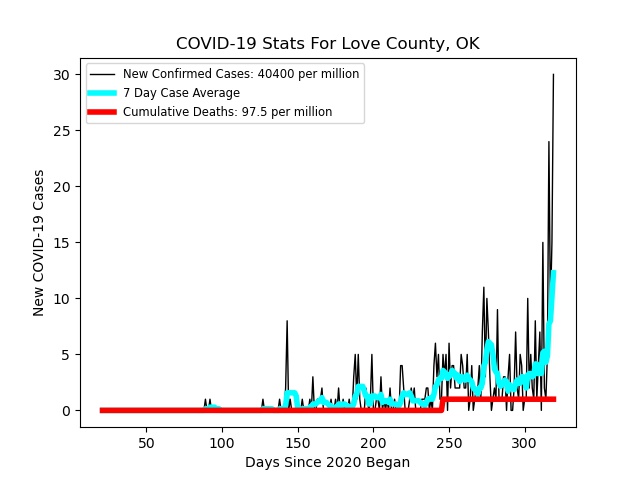 COVID-19 Stats For Love County, OK
New Confirmed Cases: 40400 per million
7 Day Case Average
Cumulative Deaths: 97.5 per million
New COVID-19 Cases
30
25
20
15
10
5
0
50 100 150 200 250 300
Days Since 2020 Began